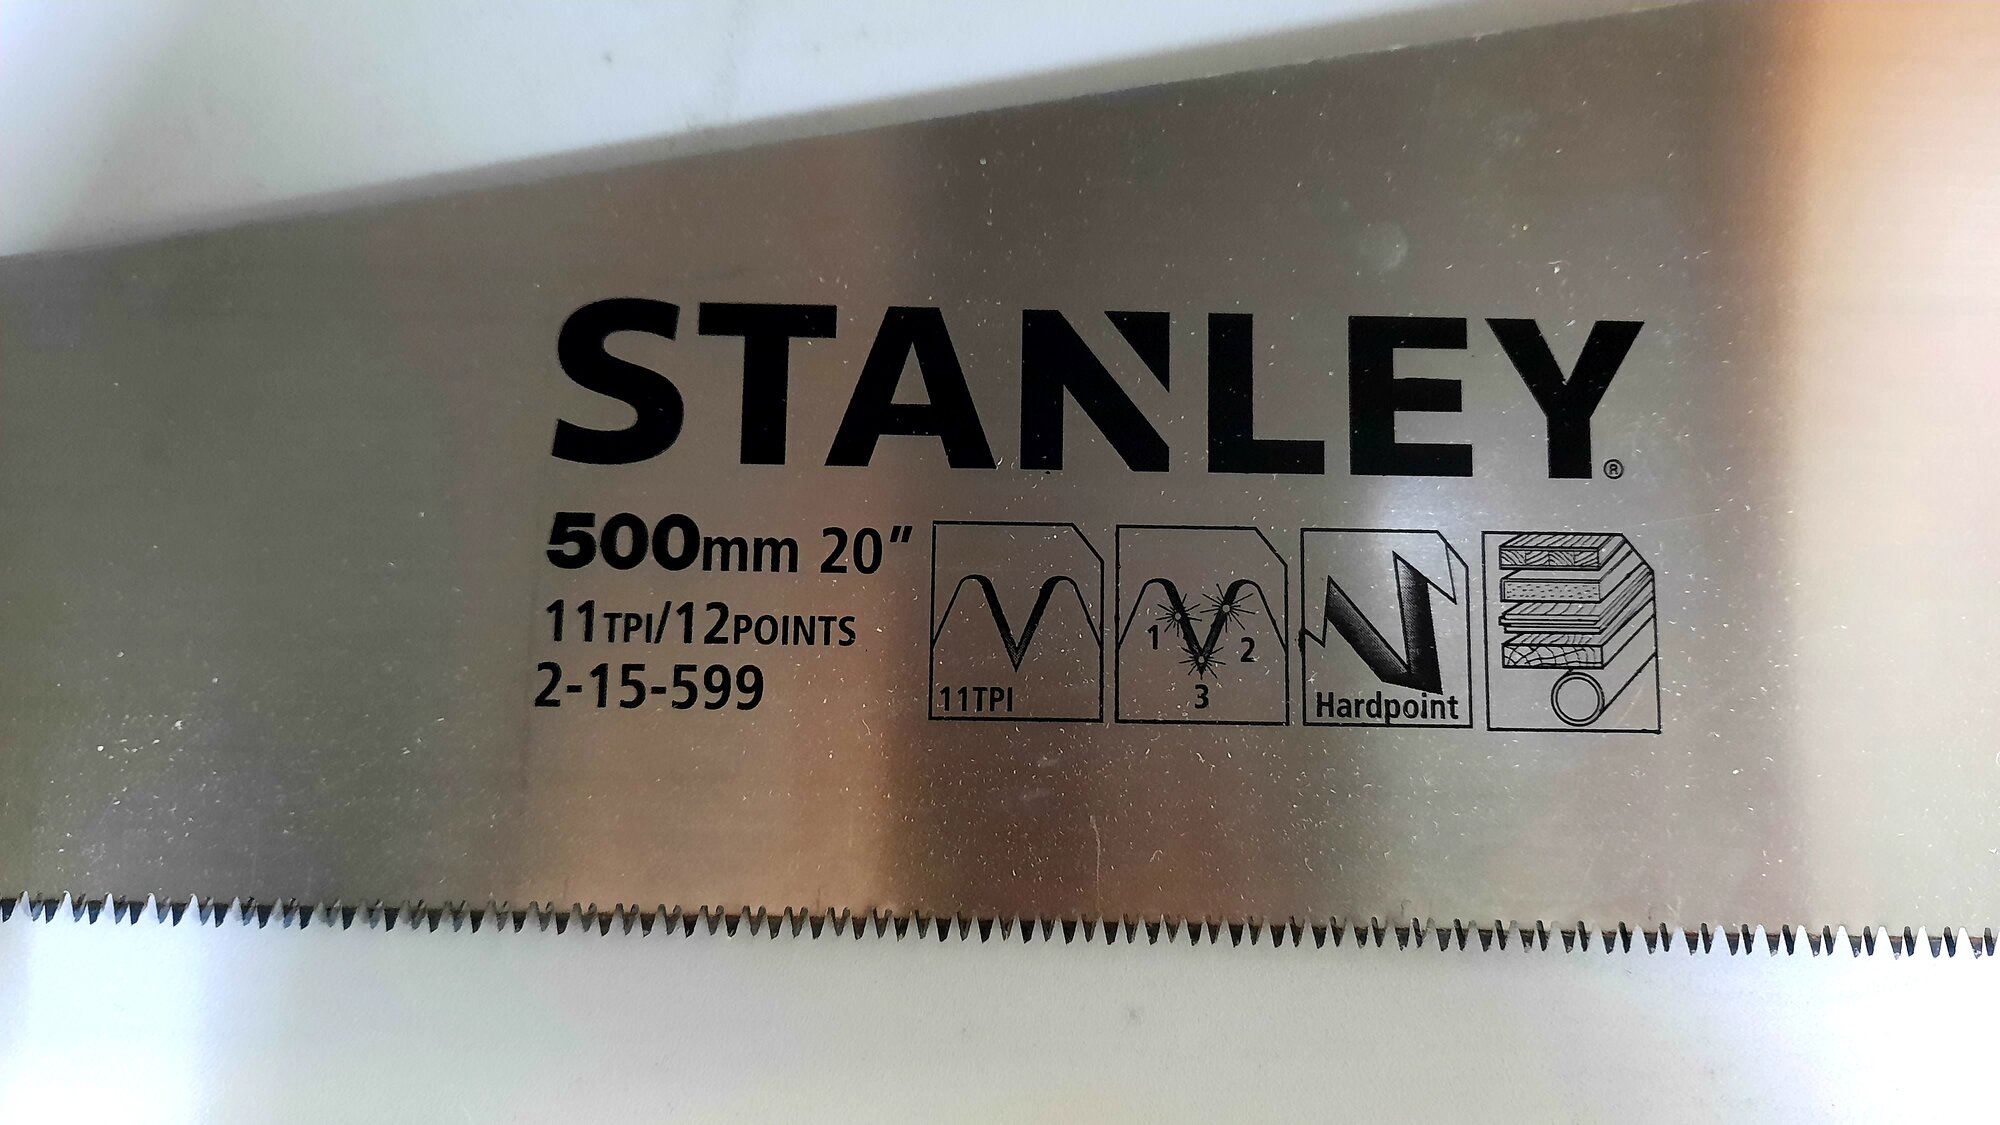 STANLEY®
500mm 20"
11TPI/12POINTS
2-15-599
11TPI
1 2
3
Hardpoint